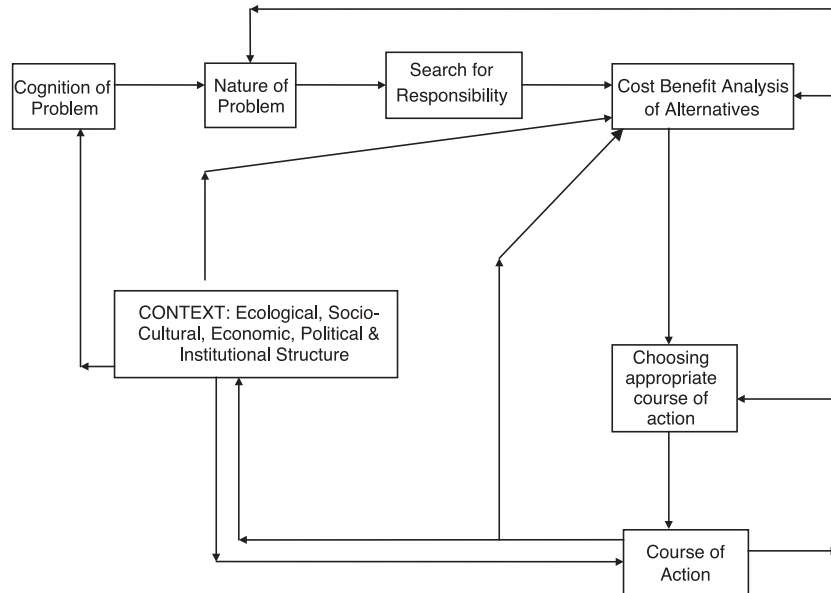 Cognition of
Problem
Nature of
Problem
Search for
Responsibility
Cost Benefit Analysis
of Alternatives
CONTEXT: Ecological, Socio-
Cultural, Economic, Political &
Institutional Structure
Choosing
appropriate
course of
action
Course of
Action